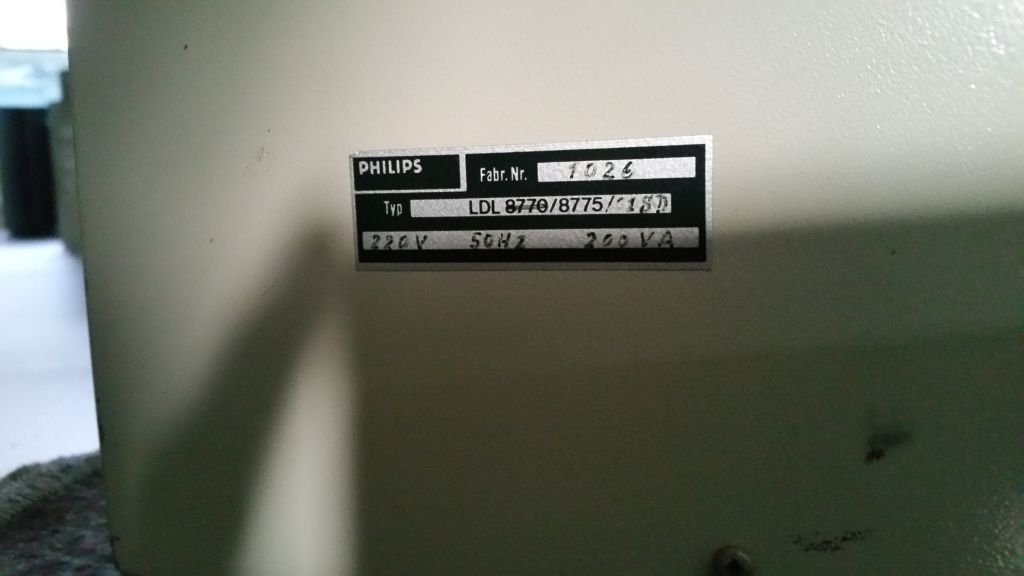 PHILIPS
Fabr. Nr. 1026
Typ LDL 8770/8775/
220V 50Hz 200VA